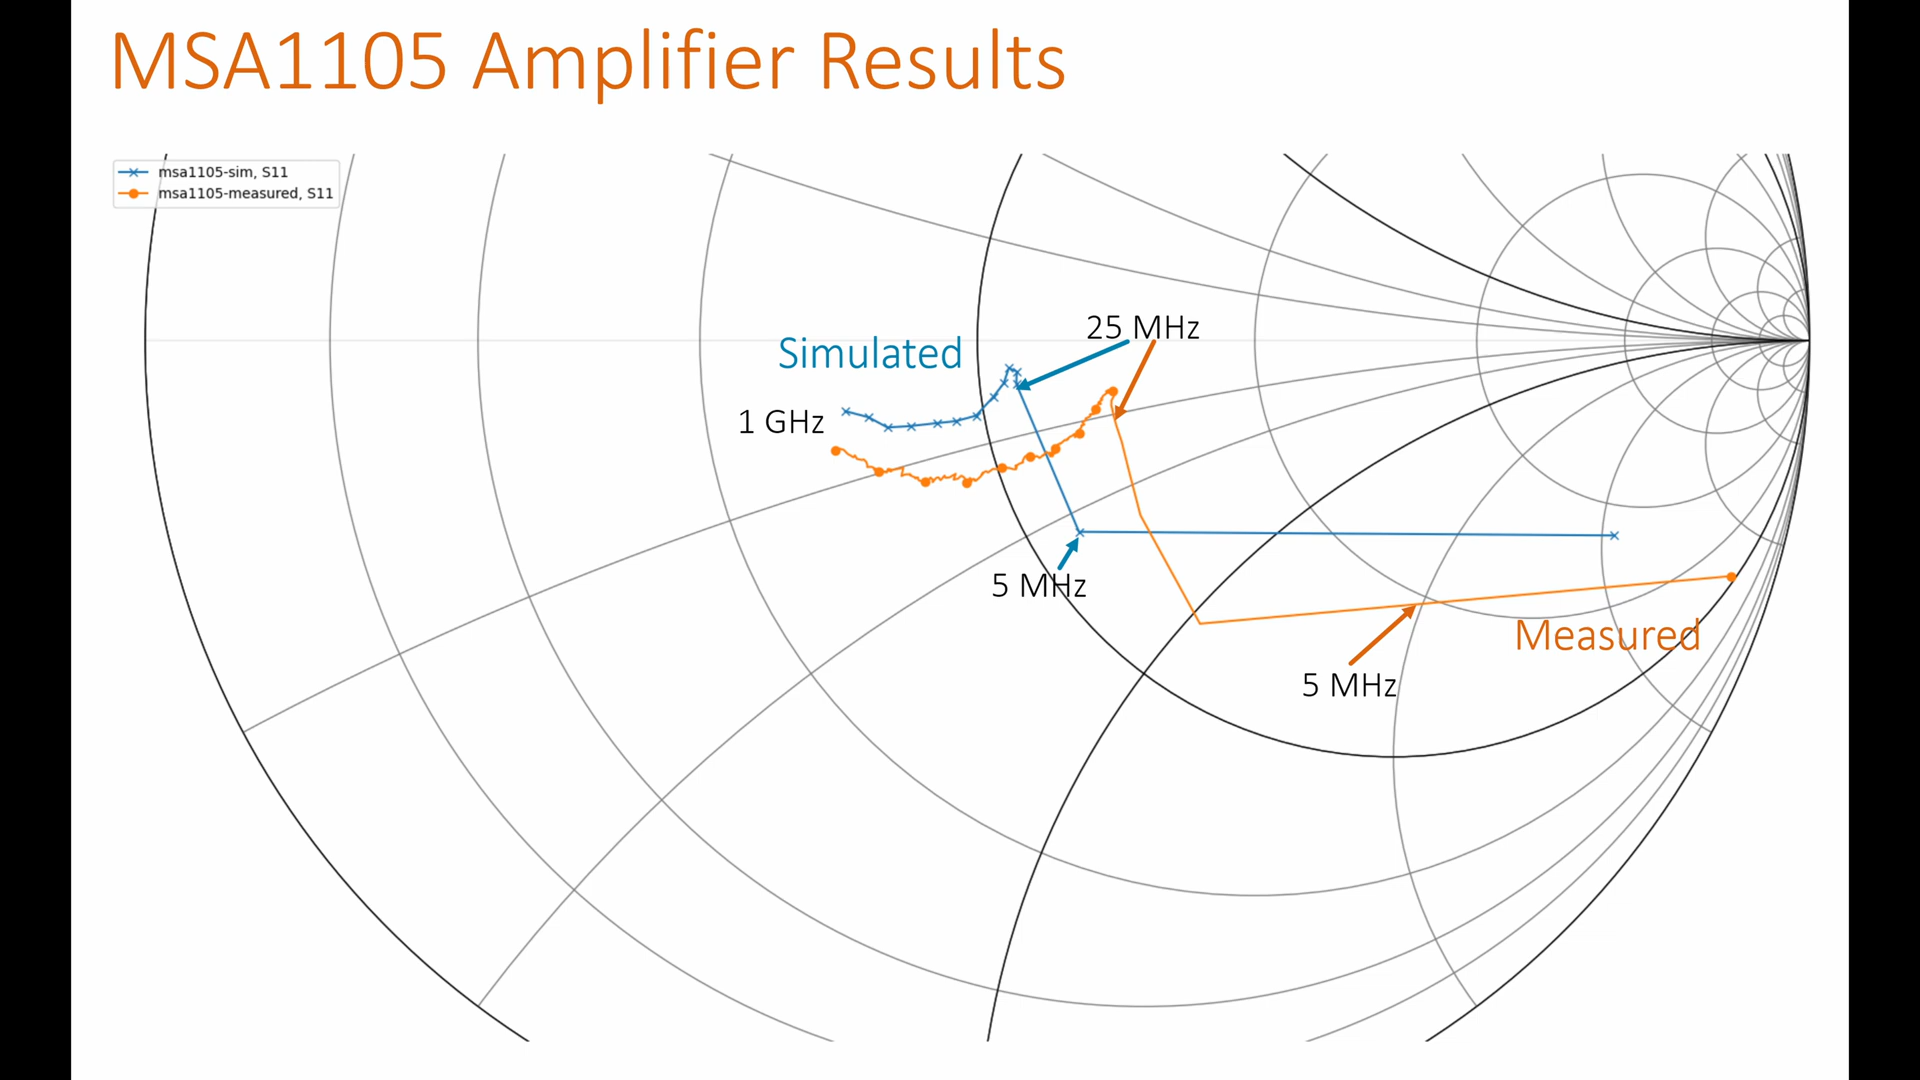 MSA1105 Amplifier Results
msa1105-sim, S11
msa1105-measured, S11
25 MHz
Simulated
1 GHz
5 MHz
Measured
5 MHz